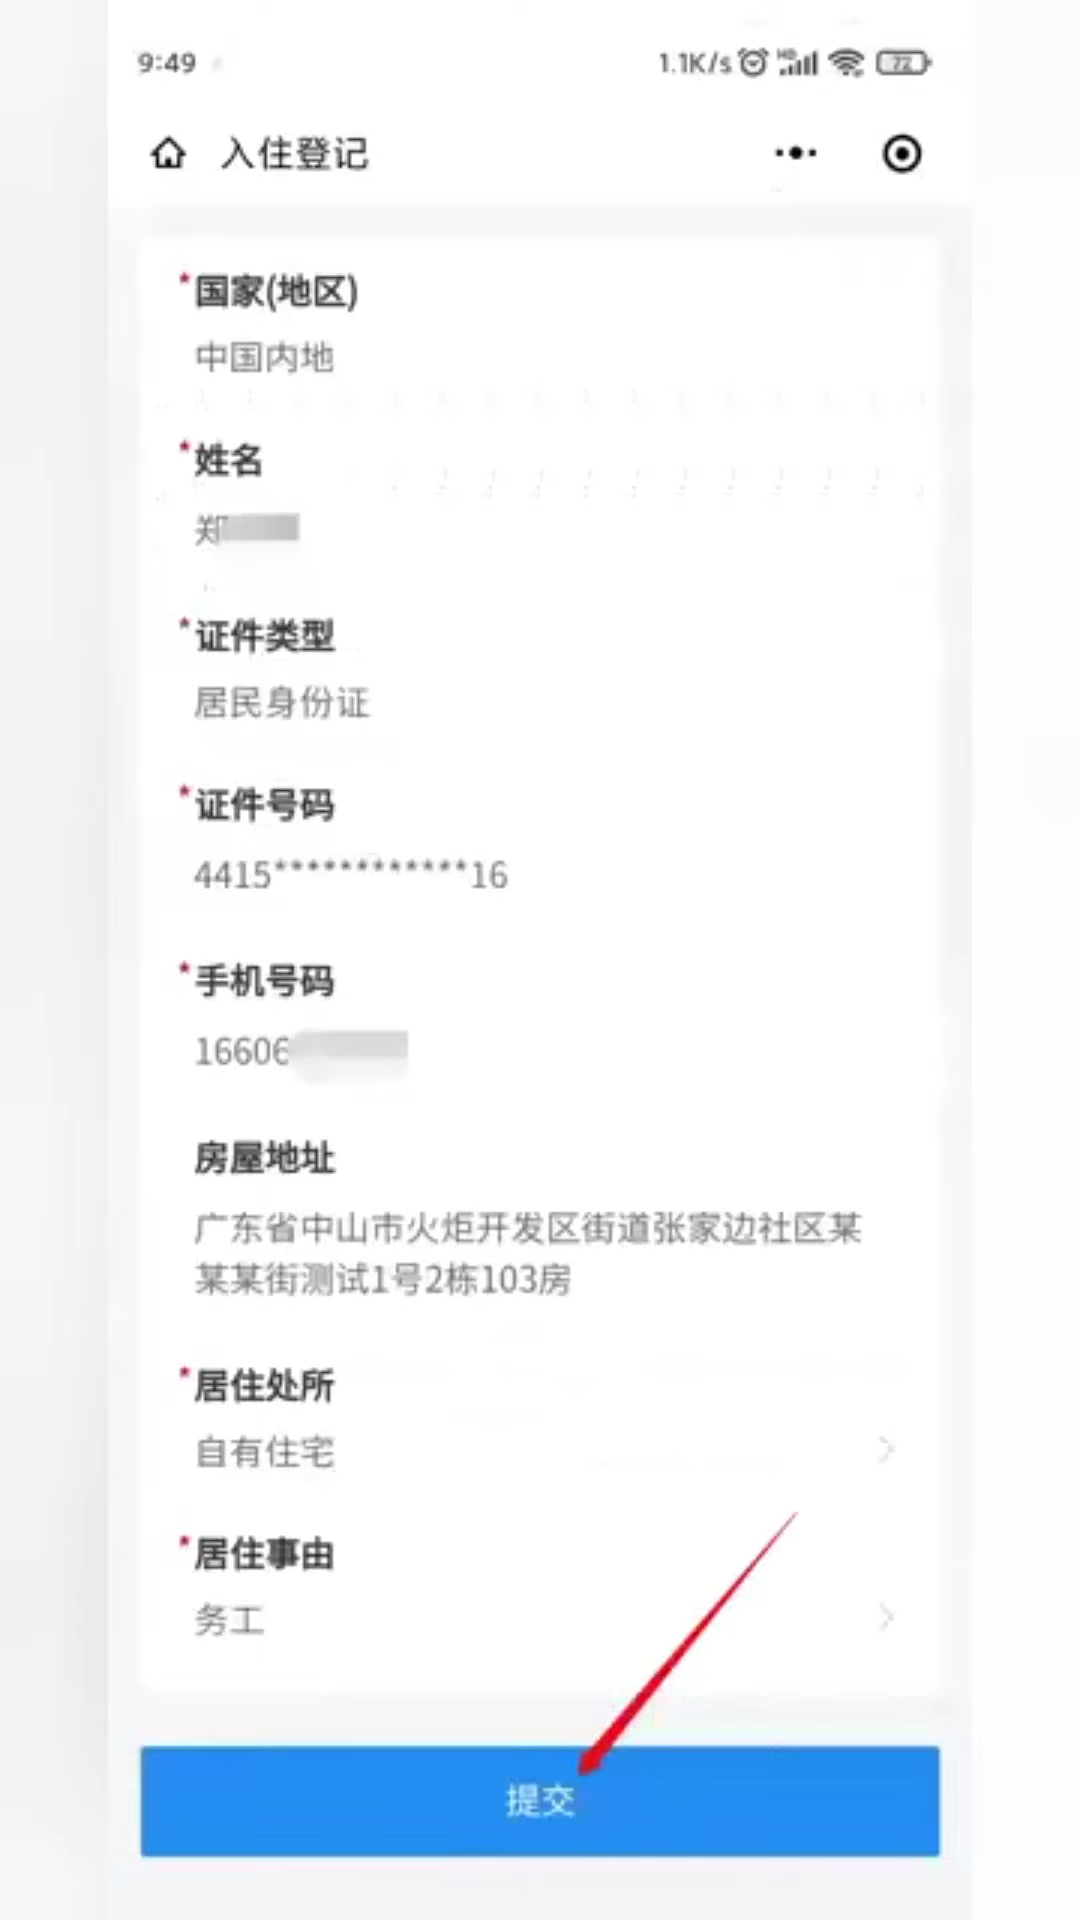 9:49
1.1K/s
HD
72
入住登记
*国家(地区)
中国内地
*姓名
郑
*证件类型
居民身份证
*证件号码
4415************16
*手机号码
16606
房屋地址
广东省中山市火炬开发区街道张家边社区某
某某街测试1号2栋103房
*居住处所
自有住宅
*居住事由
务工
提交